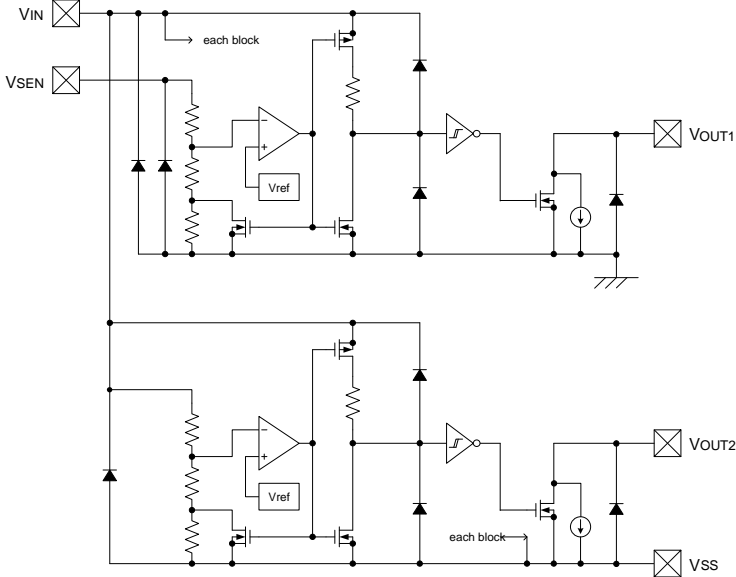 VIN
each block
VSEN
−
+
Vref
VOUT1
−
+
Vref
VOUT2
each block
VSS